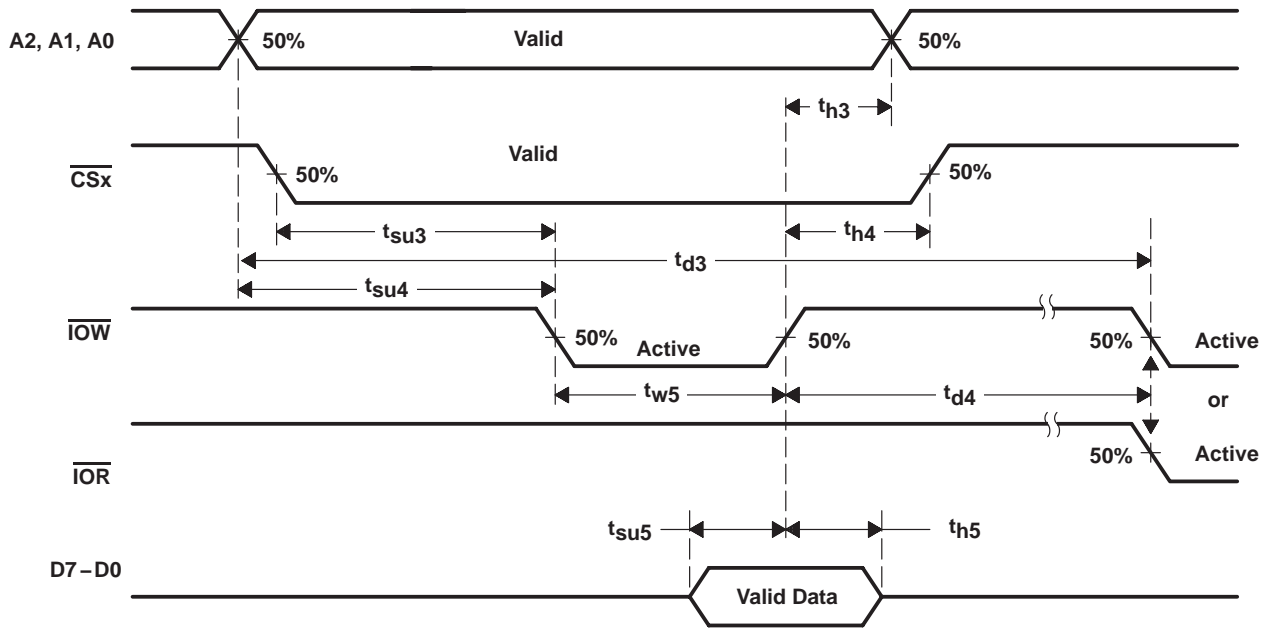 A2, A1, A0
50%
Valid
50%
th3
CSx
50%
Valid
50%
tsu3
th4
td3
tsu4
IOW
50%
Active
50%
50%
Active
tw5
td4
or
IOR
50%
Active
tsu5
th5
D7–D0
Valid Data